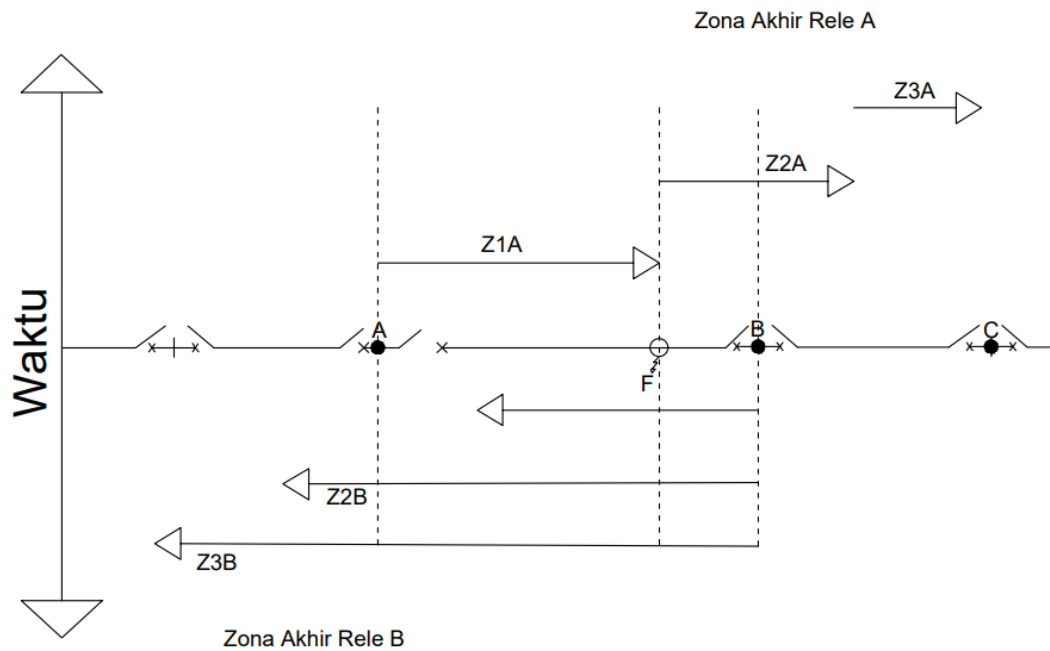 Zona Akhir Rele A
Z3A
Z2A
Z1A
Waktu
A
B
C
F
Z2B
Z3B
Zona Akhir Rele B